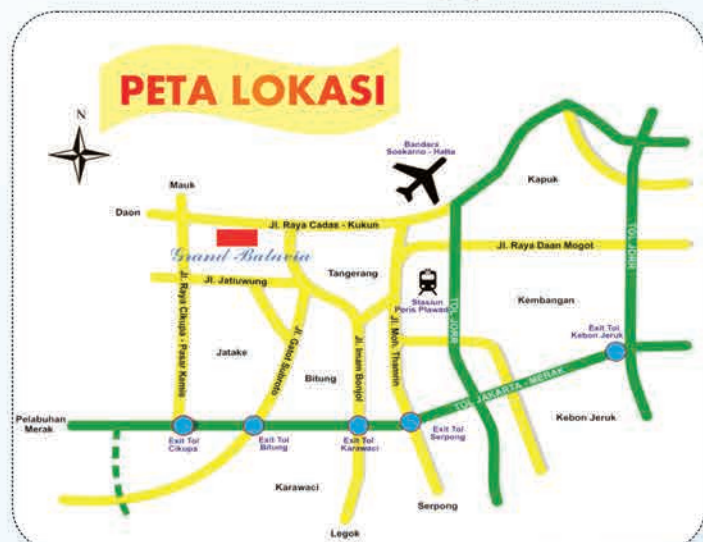 PETA LOKASI
N
Bandara
Soekarno - Hatta
Mauk
Kapuk
Daon
Jl. Raya Cadas - Kukun
Grand Batavia
Jl. Raya Daan Mogot
Tangerang
Jl. Jatiuwung
Stasiun
Poris Plawad
Kembangan
TOL JORR
TOL JORR
Jl. Raya Cikupa - Pasar Kemis
Jl. Gatot Subroto
Jl. Imam Bonjol
Jl. Moh. Thamrin
Exit Tol
Kebon Jeruk
Jatake
Bitung
TOL JAKARTA - MERAK
Pelabuhan
Merak
Kebon Jeruk
Exit Tol
Cikupa
Exit Tol
Bitung
Exit Tol
Karawaci
Exit Tol
Serpong
Karawaci
Serpong
Legok